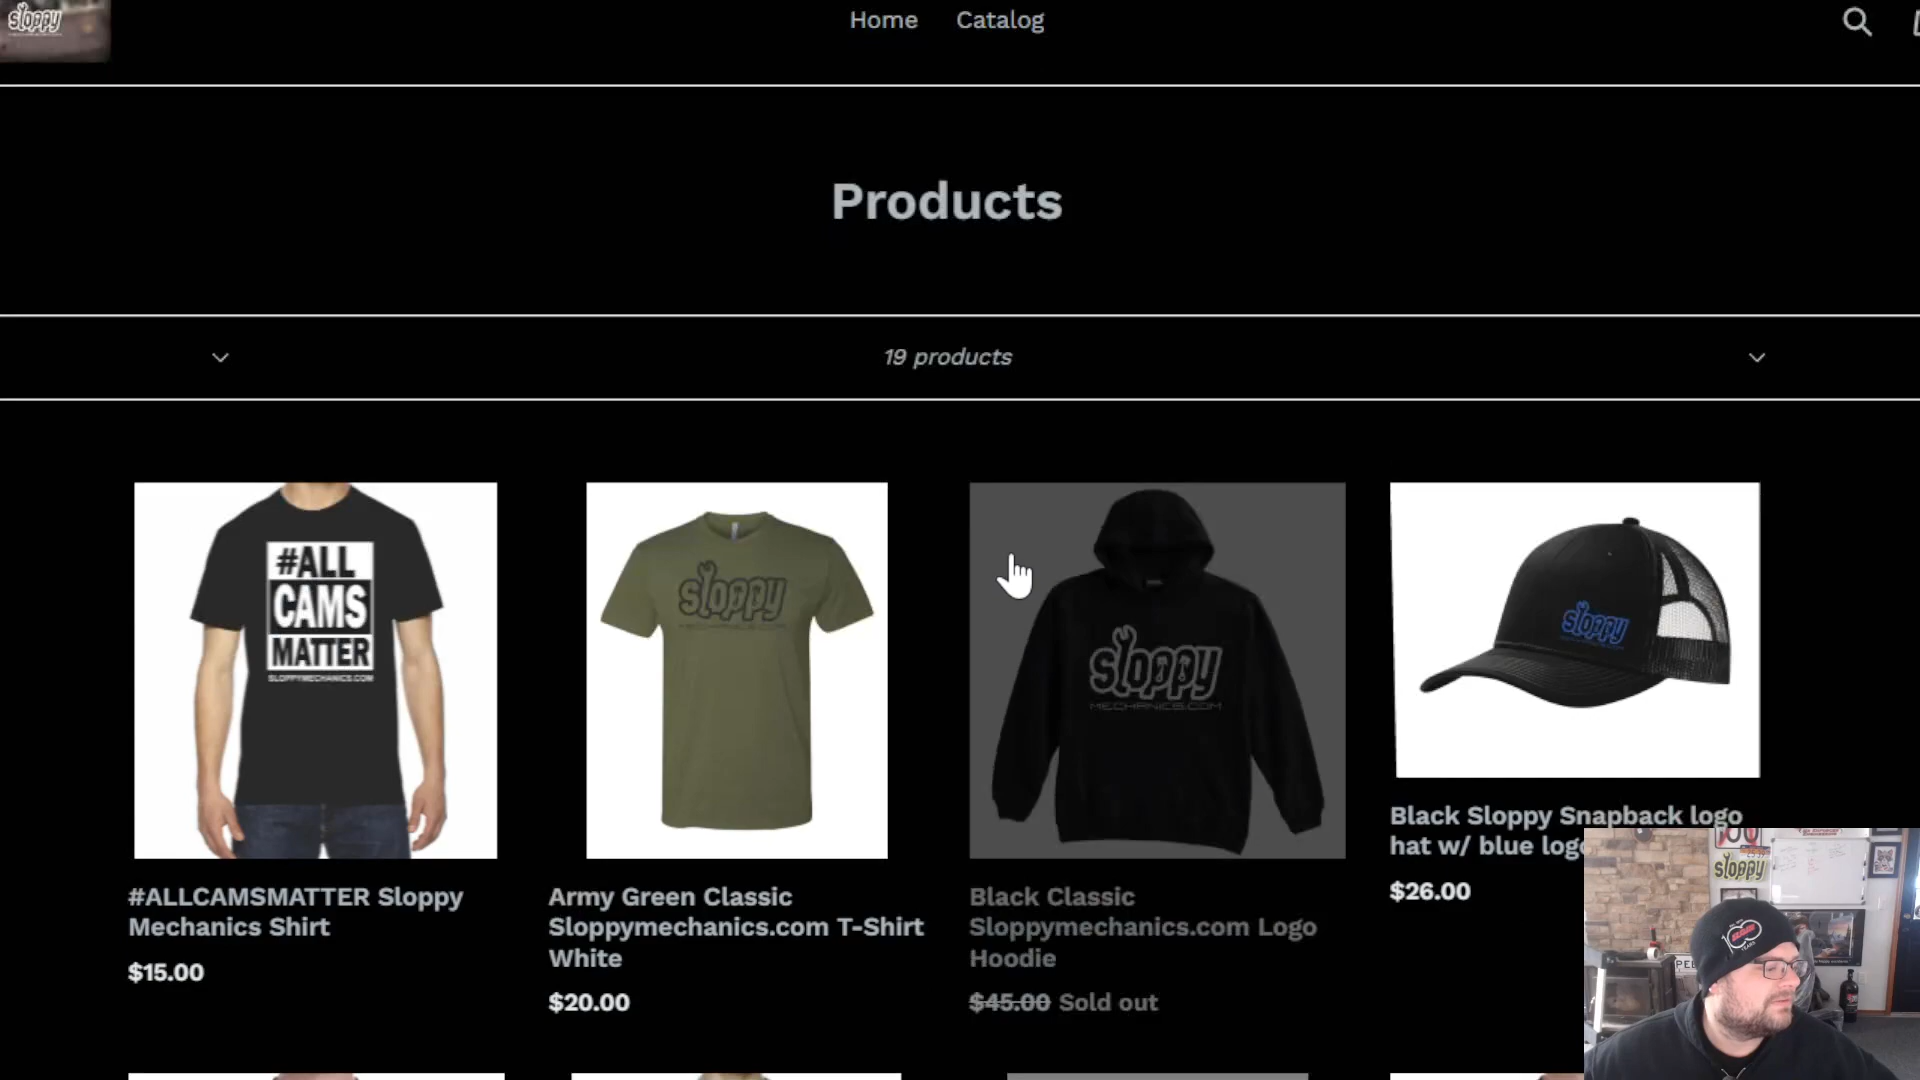 sloppy
Home
Catalog
Products
19 products
#ALL
CAMS
MATTER
SLOPPYMECHANICS.COM
sloppy
sloppy
MECHANICS.COM
sloppy
#ALLCAMSMATTER Sloppy
Mechanics Shirt
$15.00
Army Green Classic
Sloppymechanics.com T-Shirt
White
$20.00
Black Classic
Sloppymechanics.com Logo
Hoodie
$45.00 Sold out
Black Sloppy Snapback logo
hat w/ blue logo
$26.00
sloppy